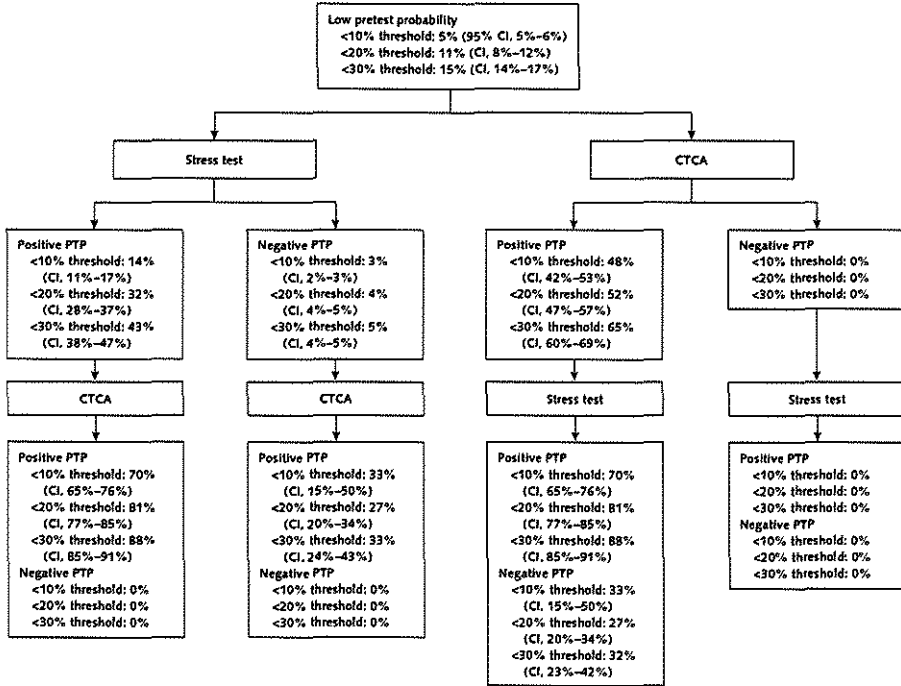 Low pretest probability
<10% threshold: 5% (95% CI, 5%–6%)
<20% threshold: 11% (CI, 8%–12%)
<30% threshold: 15% (CI, 14%–17%)
Stress test
CTCA
Positive PTP
<10% threshold: 14%
(CI, 11%–17%)
<20% threshold: 32%
(CI, 28%–37%)
<30% threshold: 43%
(CI, 38%–47%)
Negative PTP
<10% threshold: 3%
(CI, 2%–3%)
<20% threshold: 4%
(CI, 4%–5%)
<30% threshold: 5%
(CI, 4%–5%)
Positive PTP
<10% threshold: 48%
(CI, 42%–53%)
<20% threshold: 52%
(CI, 47%–57%)
<30% threshold: 65%
(CI, 60%–69%)
Negative PTP
<10% threshold: 0%
<20% threshold: 0%
<30% threshold: 0%
CTCA
CTCA
Stress test
Stress test
Positive PTP
<10% threshold: 70%
(CI, 65%–76%)
<20% threshold: 81%
(CI, 77%–85%)
<30% threshold: 88%
(CI, 85%–91%)
Negative PTP
<10% threshold: 0%
<20% threshold: 0%
<30% threshold: 0%
Positive PTP
<10% threshold: 33%
(CI, 15%–50%)
<20% threshold: 27%
(CI, 20%–34%)
<30% threshold: 33%
(CI, 24%–43%)
Negative PTP
<10% threshold: 0%
<20% threshold: 0%
<30% threshold: 0%
Positive PTP
<10% threshold: 70%
(CI, 65%–76%)
<20% threshold: 81%
(CI, 77%–85%)
<30% threshold: 88%
(CI, 85%–91%)
Negative PTP
<10% threshold: 33%
(CI, 15%–50%)
<20% threshold: 27%
(CI, 20%–34%)
<30% threshold: 32%
(CI, 23%–42%)
Positive PTP
<10% threshold: 0%
<20% threshold: 0%
<30% threshold: 0%
Negative PTP
<10% threshold: 0%
<20% threshold: 0%
<30% threshold: 0%